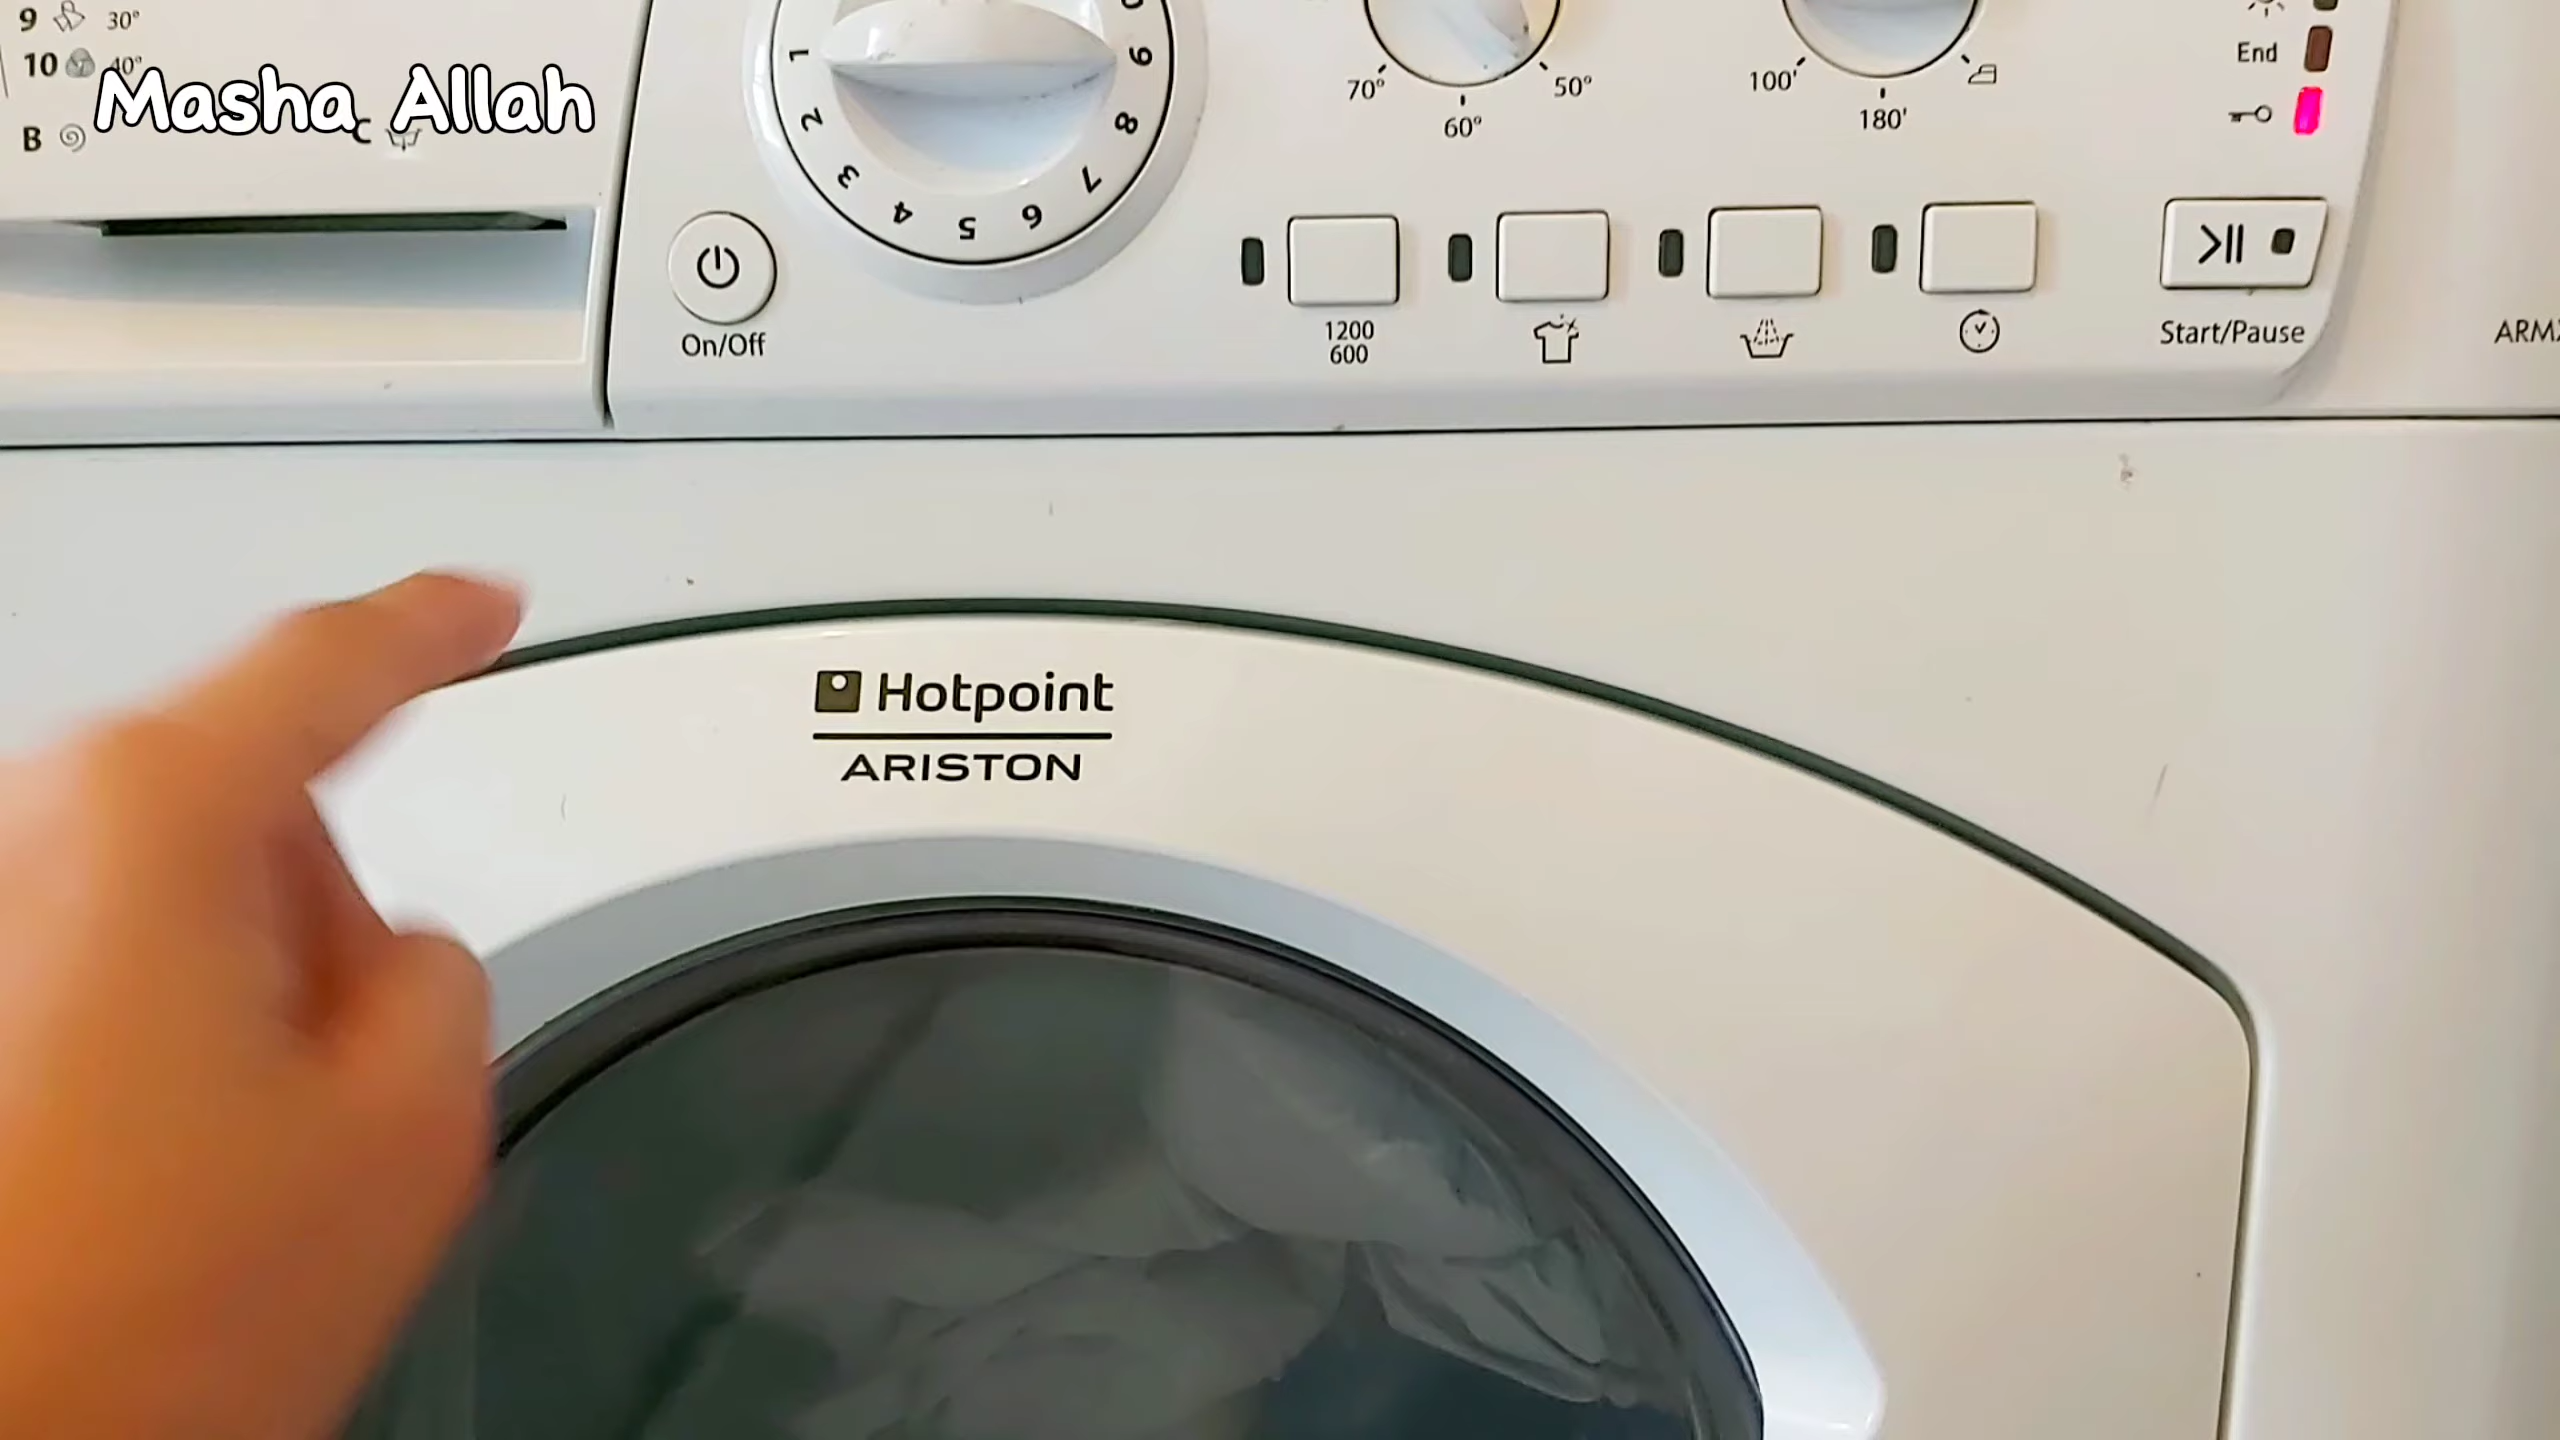 9 30°
10 40°
Masha Allah
B C
1
2
3
4
5
6
7
8
9
70° 60° 50°
100' 180'
End
On/Off
1200
600
Start/Pause
Hotpoint
ARISTON